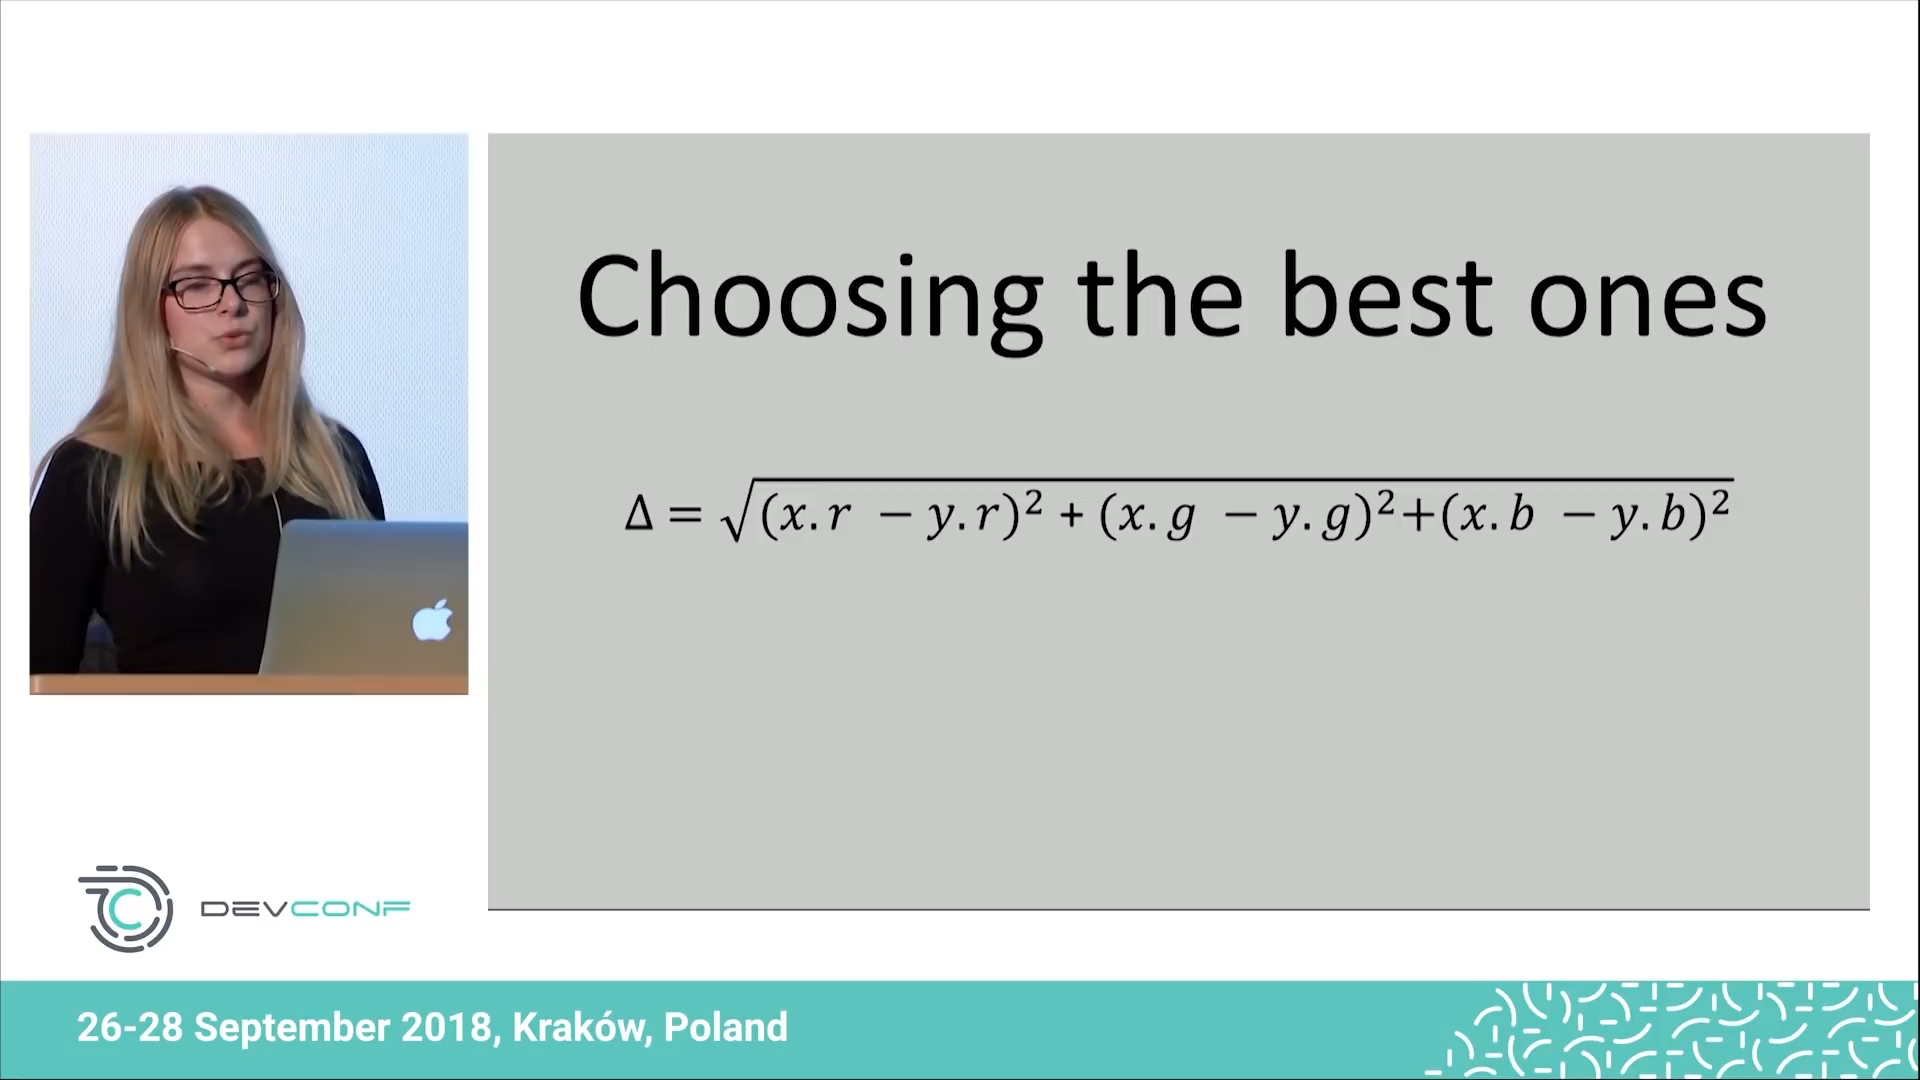 Choosing the best ones
Δ = √(x.r − y.r)² + (x.g − y.g)²+(x.b − y.b)²
DEVCONF
26-28 September 2018, Kraków, Poland